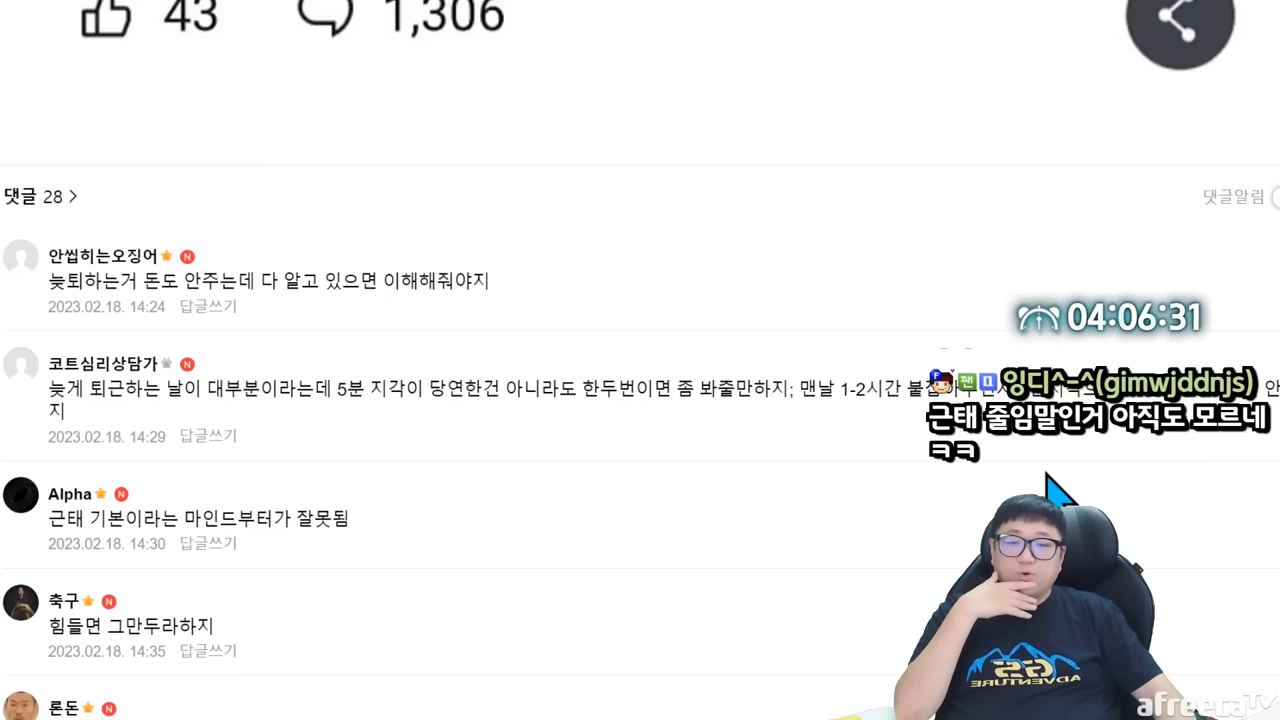 43 1,306
댓글 28 >
댓글알림
안씹히는오징어 N
늦퇴하는거 돈도 안주는데 다 알고 있으면 이해해줘야지
2023.02.18. 14:24 답글쓰기
04:06:31
코트심리상담가 N
늦게 퇴근하는 날이 대부분이라는데 5분 지각이 당연한건 아니라도 한두번이면 좀 봐줄만하지; 맨날 1-2시간
지
2023.02.18. 14:29 답글쓰기
F 팬 잉디^-^(gimwjddnjs)
근태 줄임말인거 아직도 모르네
ㅋㅋ
Alpha N
근태 기본이라는 마인드부터가 잘못됨
2023.02.18. 14:30 답글쓰기
축구 N
힘들면 그만두라하지
2023.02.18. 14:35 답글쓰기
GS
ADVENTURE
론돈 N
afreecaTV